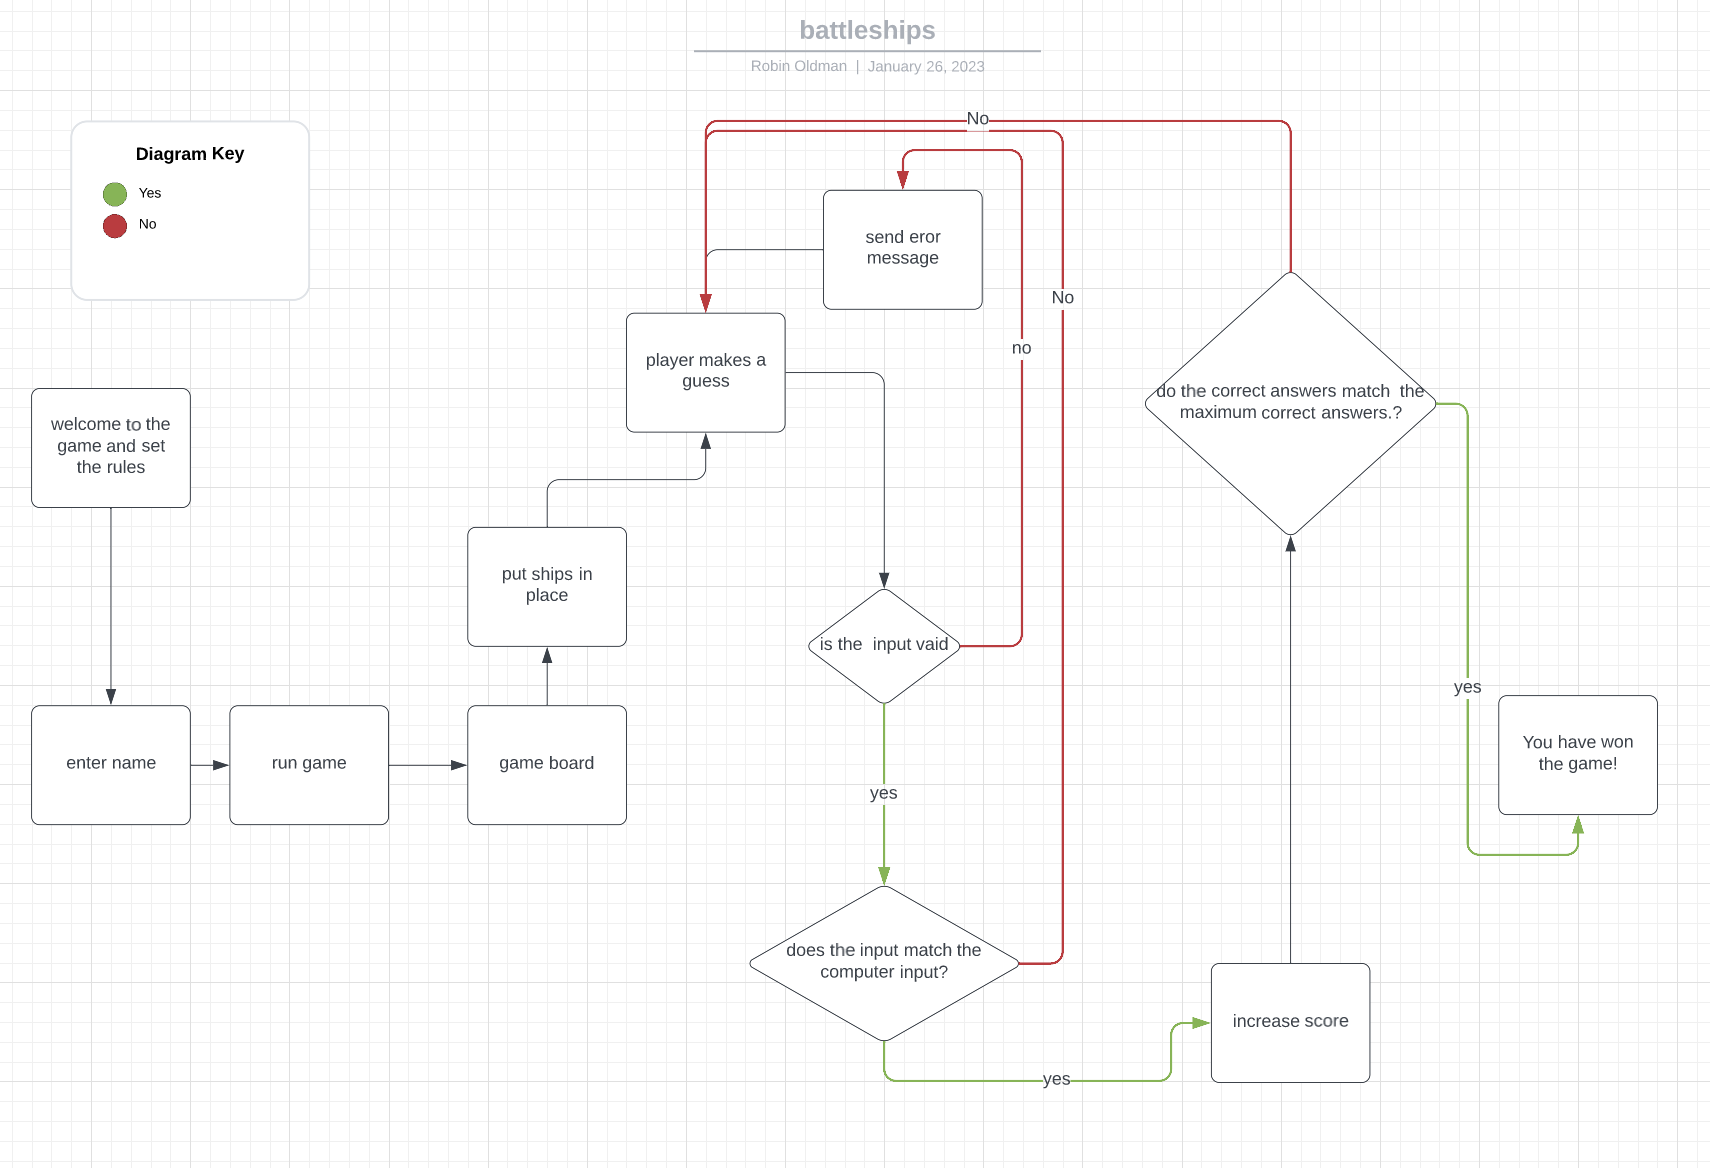 battleships
Robin Oldman | January 26, 2023
Diagram Key
Yes
No
No
send eror
message
No
no
player makes a
guess
do the correct answers match the
maximum correct answers.?
welcome to the
game and set
the rules
put ships in
place
is the input vaid
yes
You have won
the game!
enter name
run game
game board
yes
does the input match the
computer input?
increase score
yes